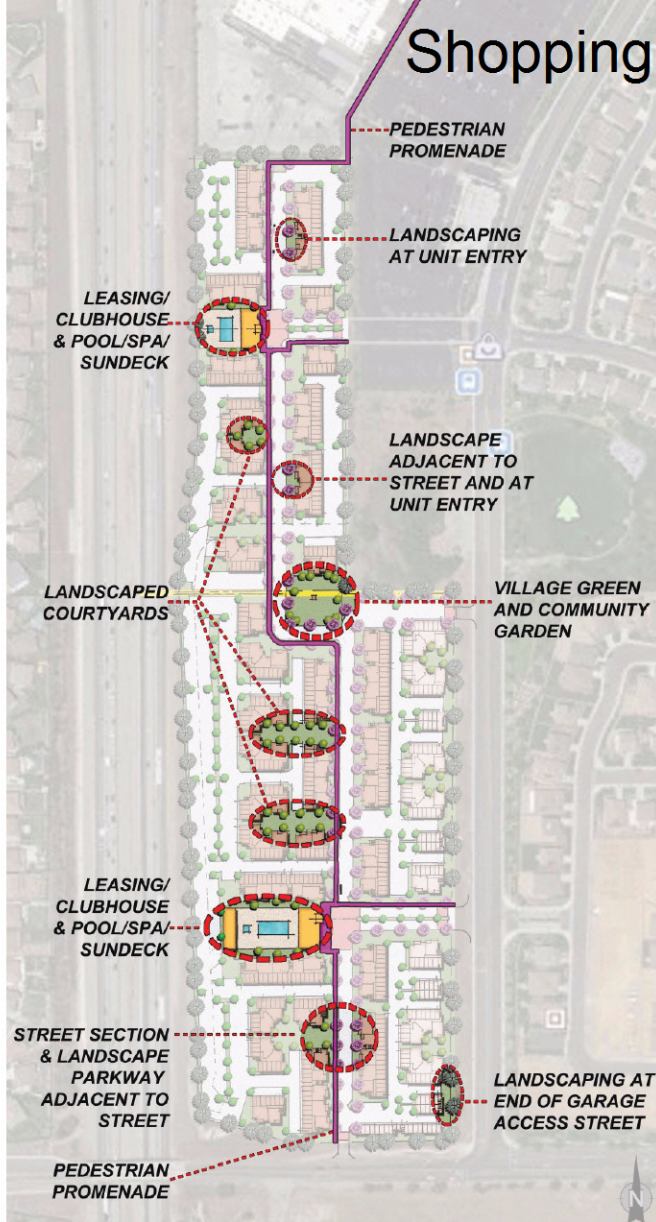 Shopping
PEDESTRIAN
PROMENADE
LANDSCAPING
AT UNIT ENTRY
LEASING/
CLUBHOUSE
& POOL/SPA/
SUNDECK
LANDSCAPE
ADJACENT TO
STREET AND AT
UNIT ENTRY
LANDSCAPED
COURTYARDS
VILLAGE GREEN
AND COMMUNITY
GARDEN
LEASING/
CLUBHOUSE
& POOL/SPA/
SUNDECK
STREET SECTION
& LANDSCAPE
PARKWAY
ADJACENT TO
STREET
LANDSCAPING AT
END OF GARAGE
ACCESS STREET
PEDESTRIAN
PROMENADE
N